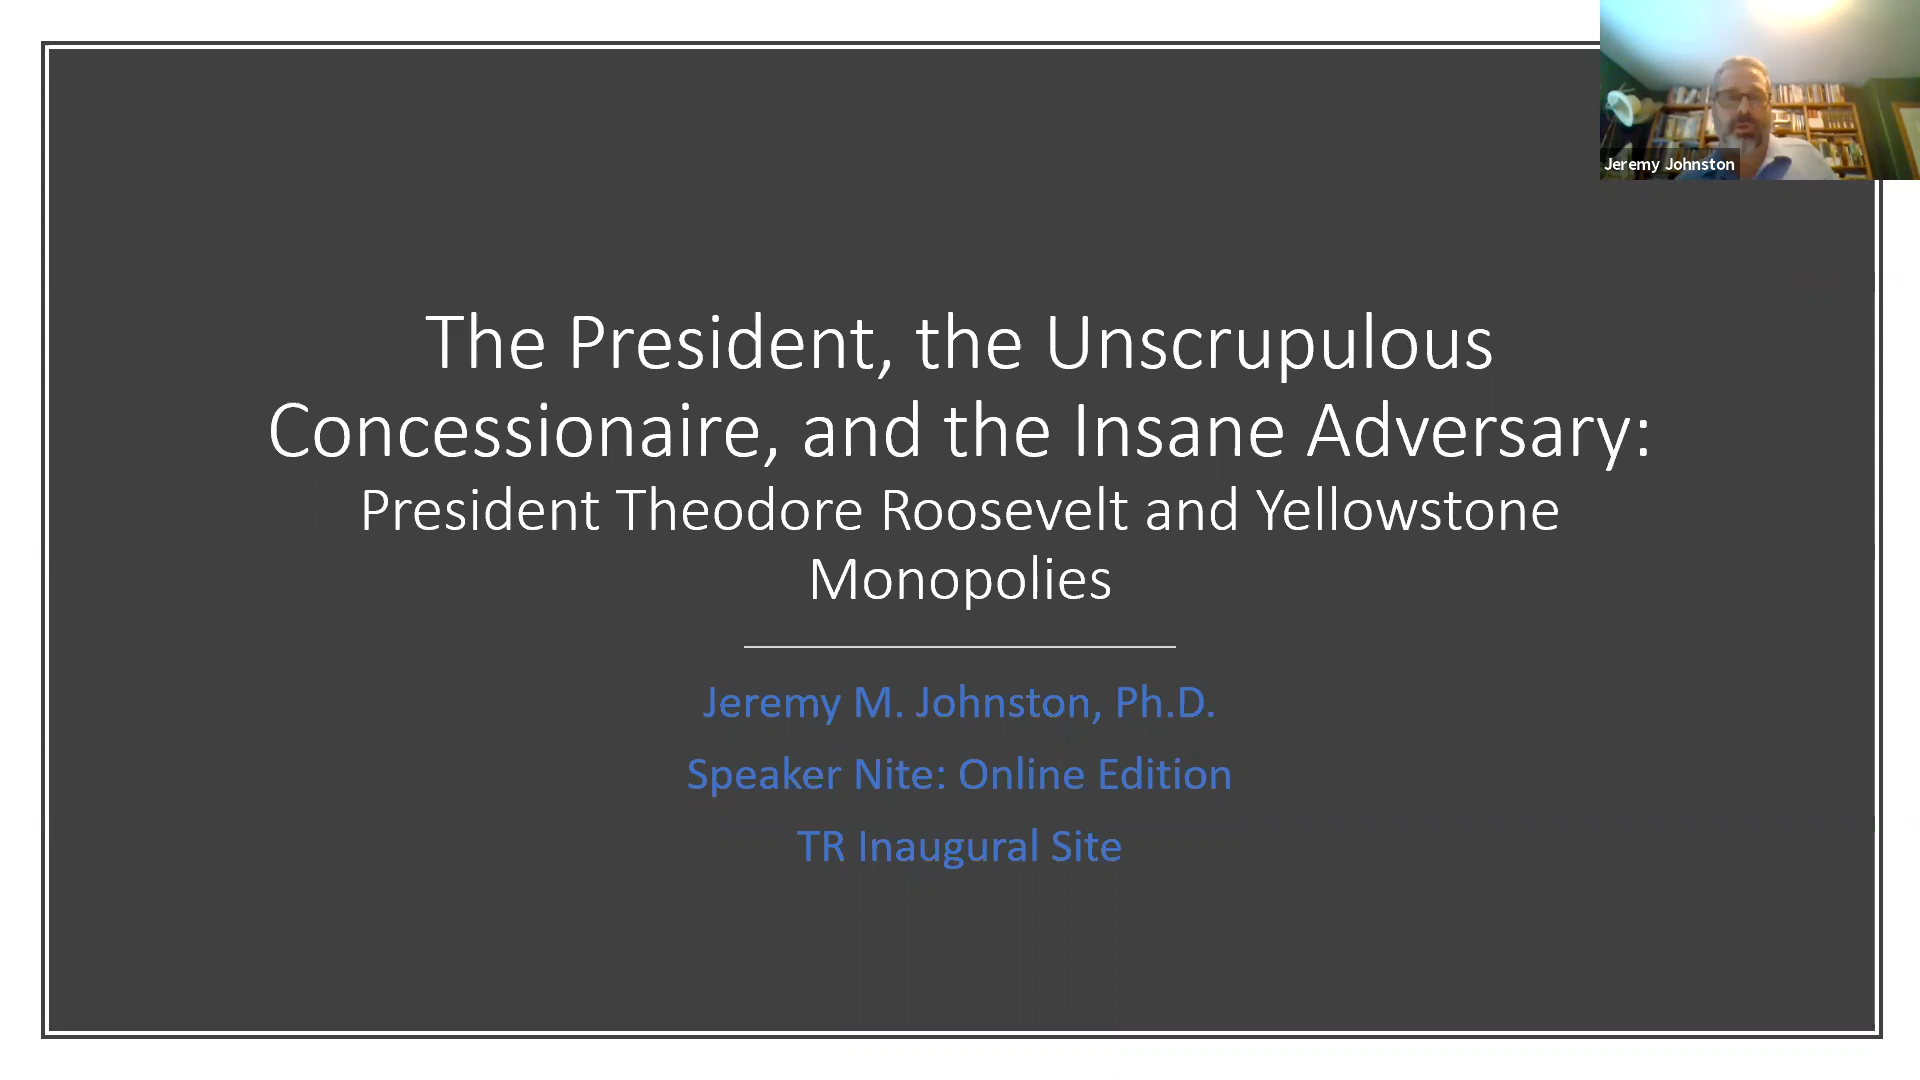 Jeremy Johnston
The President, the Unscrupulous
Concessionaire, and the Insane Adversary:
President Theodore Roosevelt and Yellowstone
Monopolies
Jeremy M. Johnston, Ph.D.
Speaker Nite: Online Edition
TR Inaugural Site